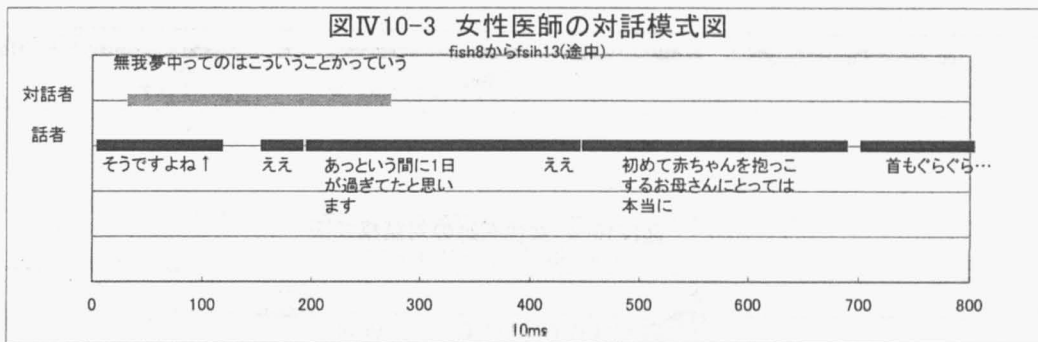 図Ⅳ10-3 女性医師の対話模式図
fish8からfsih13(途中)
無我夢中ってのはこういうことかっていう
対話者
話者
そうですよね↑
ええ
あっという間に1日
が過ぎてたと思い
ます
ええ
初めて赤ちゃんを抱っこ
するお母さんにとっては
本当に
首もぐらぐら…
0 100 200 300 400 500 600 700 800
10ms